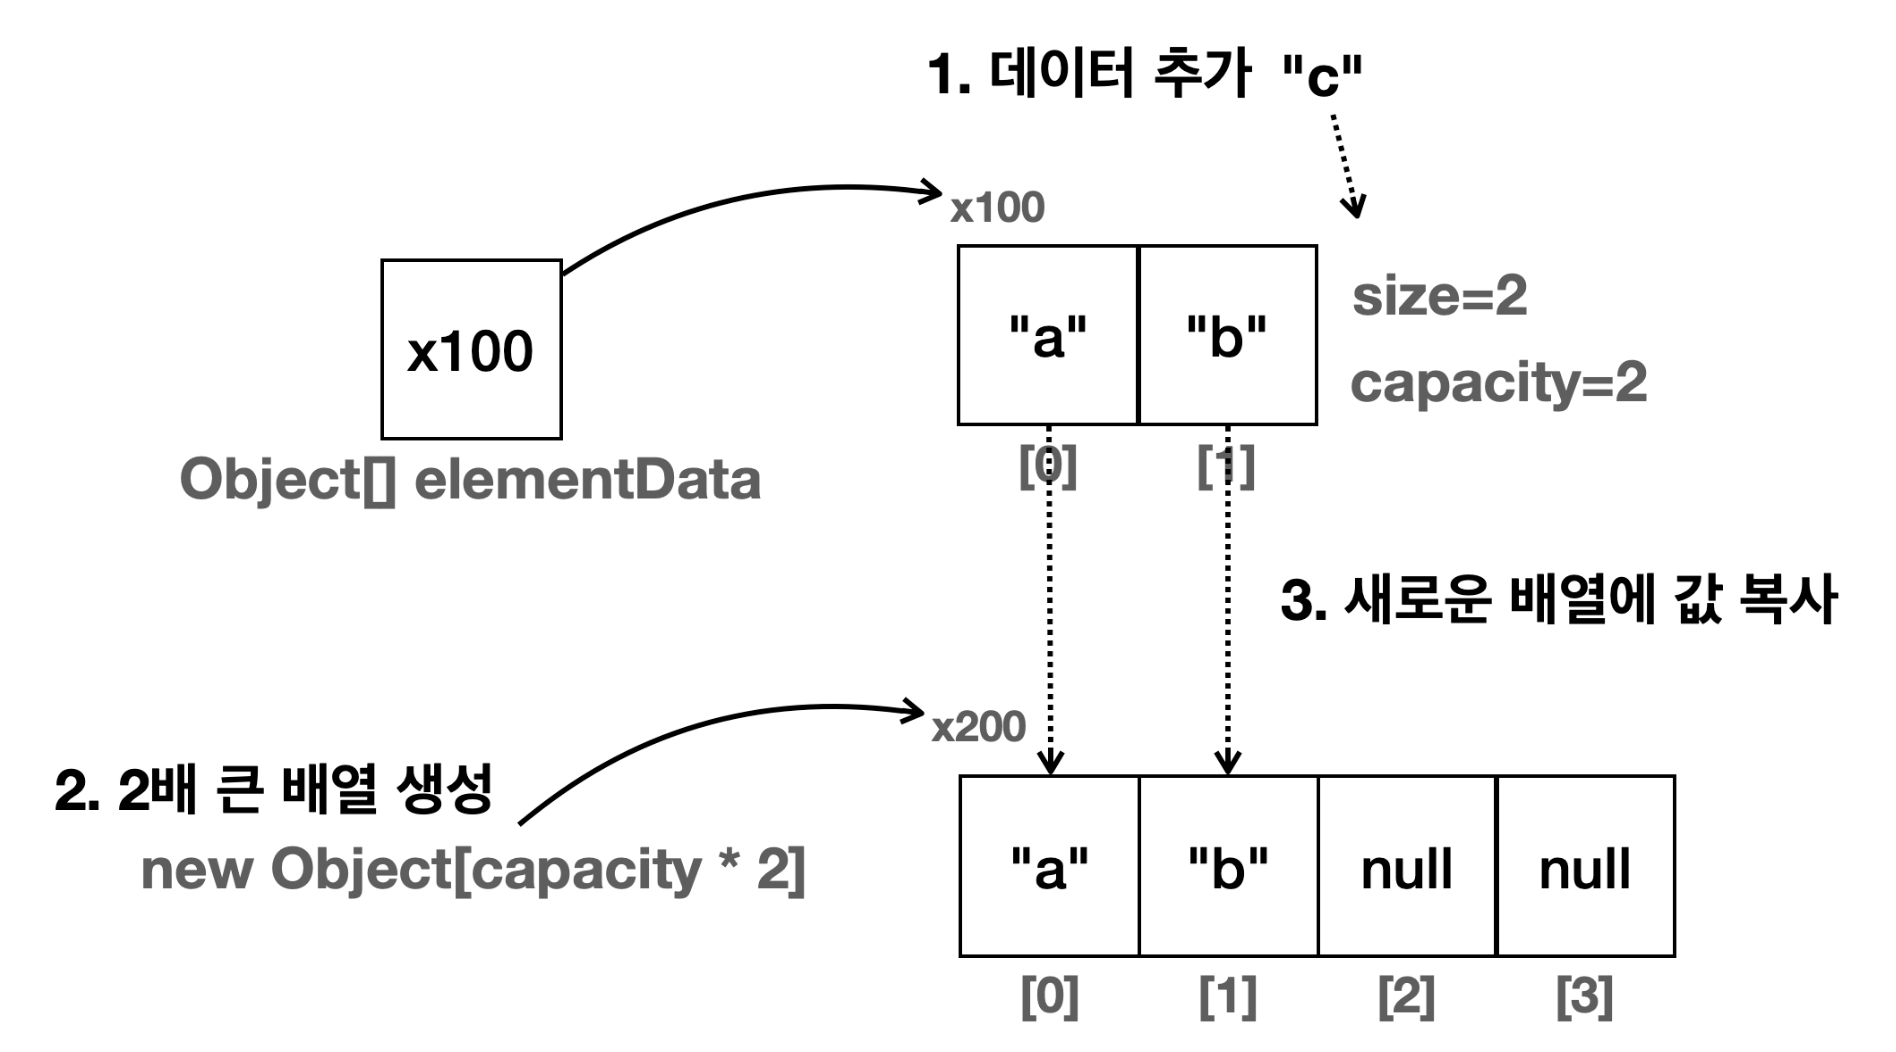 1. 데이터 추가 "c"
x100
x100
"a" "b"
size=2
capacity=2
Object[] elementData
[0] [1]
3. 새로운 배열에 값 복사
x200
2. 2배 큰 배열 생성
new Object[capacity * 2]
"a" "b" null null
[0] [1] [2] [3]